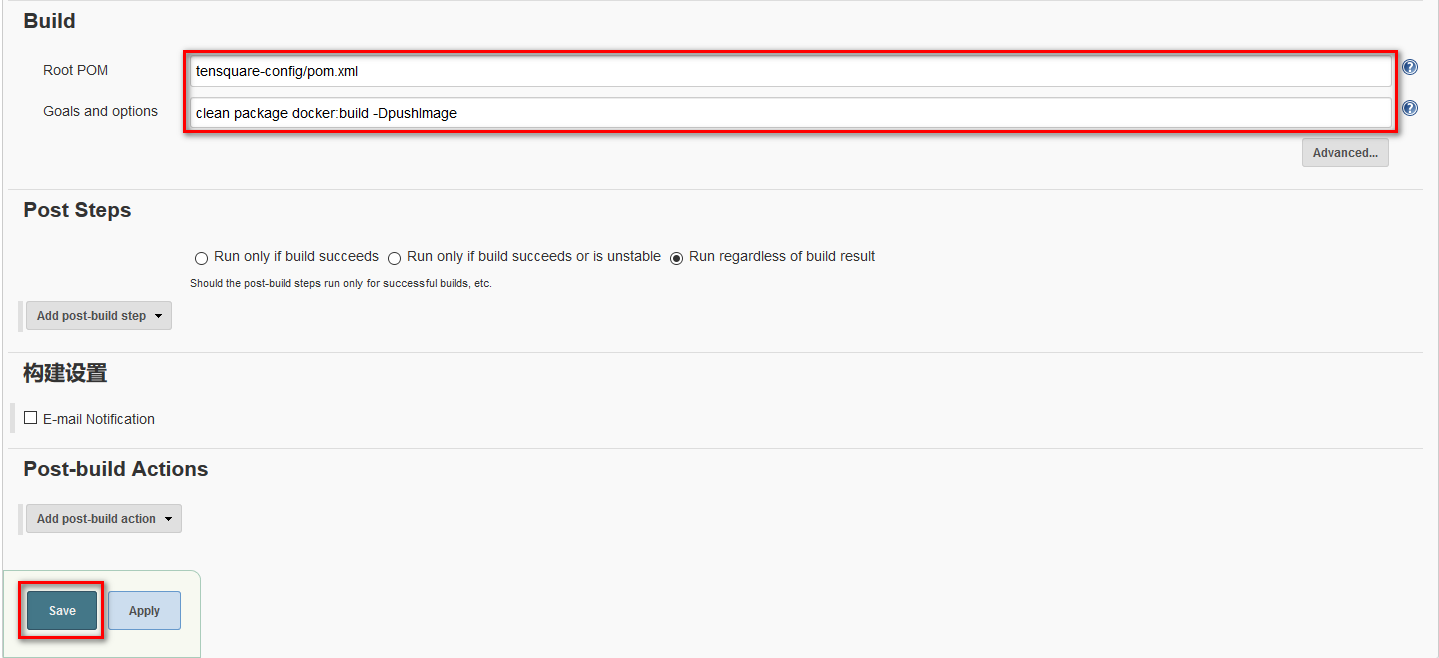 Build
Root POM
tensquare-config/pom.xml
?
Goals and options
clean package docker:build -DpushImage
?
Advanced...
Post Steps
Run only if build succeeds Run only if build succeeds or is unstable Run regardless of build result
Should the post-build steps run only for successful builds, etc.
Add post-build step
构建设置
E-mail Notification
Post-build Actions
Add post-build action
Save Apply